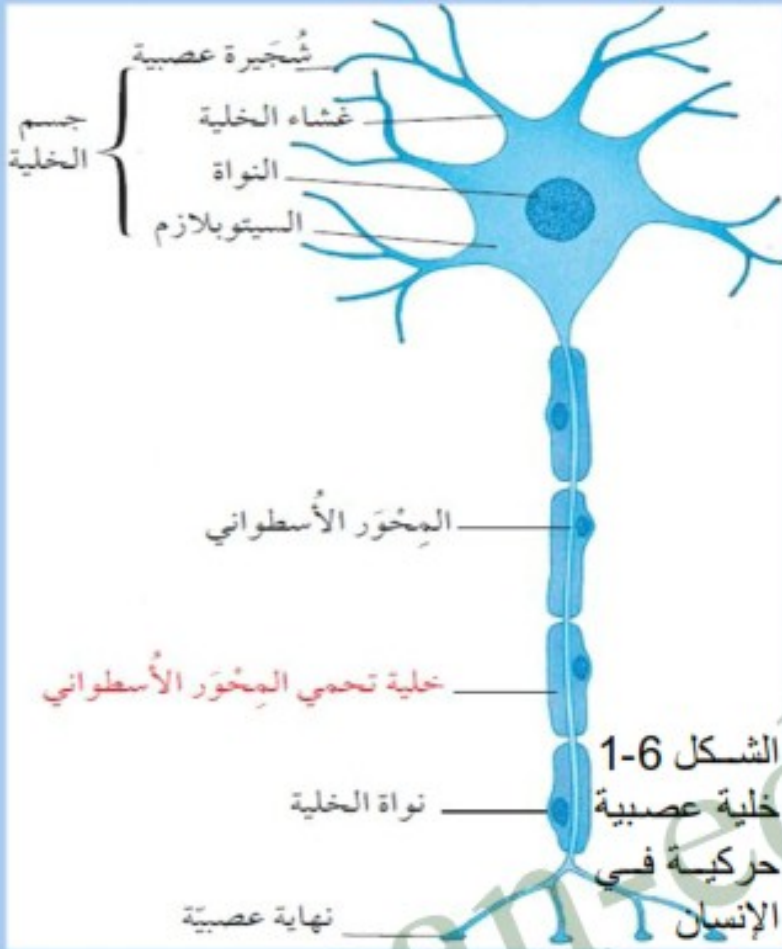 شُجَيرة عصبية
غشاء الخلية
جسم
الخلية
النواة
السيتوبلازم
المِحْوَر الأُسطواني
خلية تحمي المِحْوَر الأُسطواني
الشكل 6-1
خلية عصبية
حركية في
الإنسان
نواة الخلية
نهاية عصبيّة